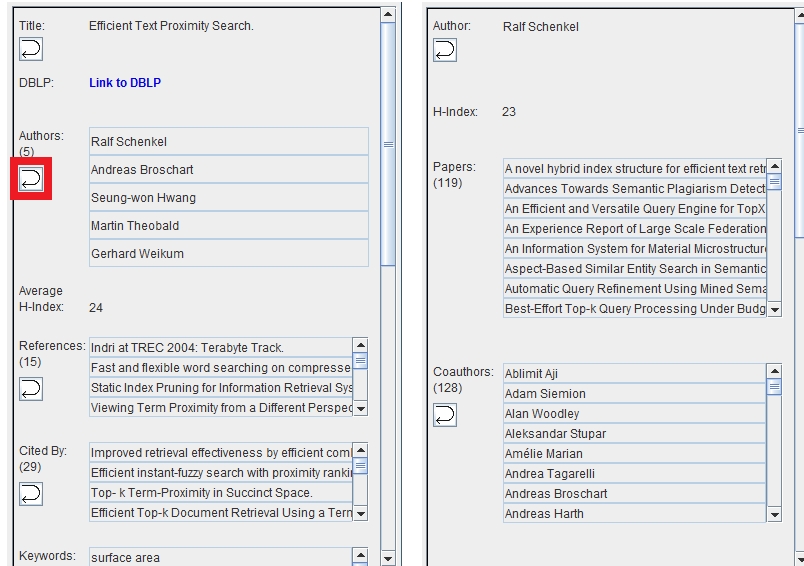 Title: Efficient Text Proximity Search.
DBLP: Link to DBLP
Authors:
(5)
Ralf Schenkel
Andreas Broschart
Seung-won Hwang
Martin Theobald
Gerhard Weikum
Average
H-Index: 24
References:
(15)
Indri at TREC 2004: Terabyte Track.
Fast and flexible word searching on compresse
Static Index Pruning for Information Retrieval Sys
Viewing Term Proximity from a Different Perspec
Cited By:
(29)
Improved retrieval effectiveness by efficient com
Efficient instant-fuzzy search with proximity ranki
Top- k Term-Proximity in Succinct Space.
Efficient Top-k Document Retrieval Using a Term
Keywords: surface area
Author: Ralf Schenkel
H-Index: 23
Papers:
(119)
A novel hybrid index structure for efficient text retr
Advances Towards Semantic Plagiarism Detect
An Efficient and Versatile Query Engine for TopX
An Experience Report of Large Scale Federation
An Information System for Material Microstructure
Aspect-Based Similar Entity Search in Semantic
Automatic Query Refinement Using Mined Sema
Best-Effort Top-k Query Processing Under Budg
Coauthors:
(128)
Ablimit Aji
Adam Siemion
Alan Woodley
Aleksandar Stupar
Amélie Marian
Andrea Tagarelli
Andreas Broschart
Andreas Harth